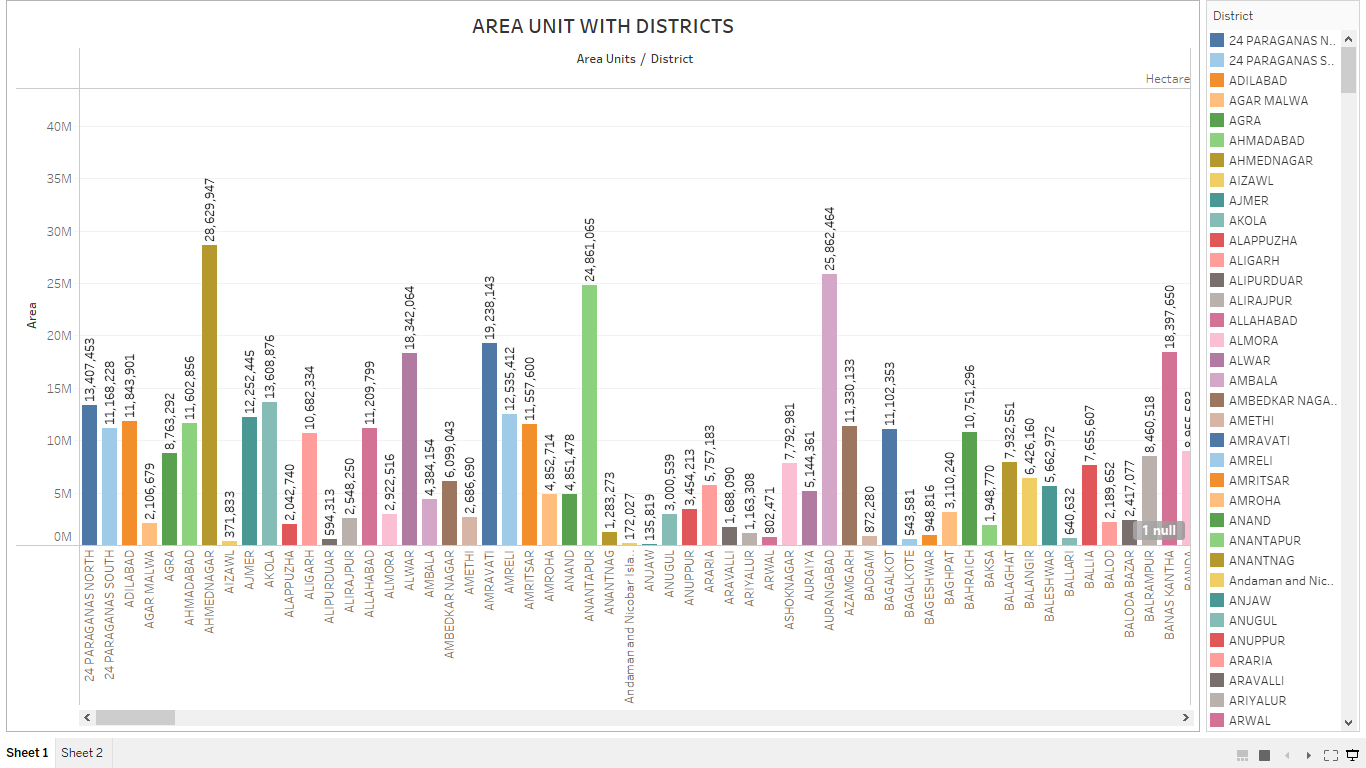 AREA UNIT WITH DISTRICTS
Area Units / District
Hectare
Area
40M
35M
30M
25M
20M
15M
10M
5M
0M
13,407,453
11,168,228
11,843,901
2,106,679
8,763,292
11,602,856
28,629,947
371,833
12,252,445
13,608,876
2,042,740
10,682,334
594,313
2,548,250
11,209,799
2,922,516
18,342,064
4,384,154
6,099,043
2,686,690
19,238,143
12,535,412
11,557,600
4,852,714
4,851,478
24,861,065
1,283,273
172,027
135,819
3,000,539
3,454,213
5,757,183
1,688,090
1,163,308
802,471
7,792,981
5,144,361
25,862,464
11,330,133
872,280
11,102,353
543,581
948,816
3,110,240
10,751,296
1,948,770
7,932,551
6,426,160
5,662,972
640,632
7,655,607
2,189,652
2,417,077
8,460,518
18,397,650
1 null
24 PARAGANAS NORTH
24 PARAGANAS SOUTH
ADILABAD
AGAR MALWA
AGRA
AHMADABAD
AHMEDNAGAR
AIZAWL
AJMER
AKOLA
ALAPPUZHA
ALIGARH
ALIPURDUAR
ALIRAJPUR
ALLAHABAD
ALMORA
ALWAR
AMBALA
AMBEDKAR NAGAR
AMETHI
AMRAVATI
AMRELI
AMRITSAR
AMROHA
ANAND
ANANTAPUR
ANANTNAG
Andaman and Nicobar Isla..
ANJAW
ANUGUL
ANUPPUR
ARARIA
ARAVALLI
ARIYALUR
ARWAL
ASHOKNAGAR
AURAIYA
AURANGABAD
AZAMGARH
BADGAM
BAGALKOT
BAGALKOTE
BAGESHWAR
BAGHPAT
BAHRAICH
BAKSA
BALAGHAT
BALANGIR
BALESHWAR
BALLARI
BALLIA
BALOD
BALODA BAZAR
BALRAMPUR
BANAS KANTHA
District
24 PARAGANAS N..
24 PARAGANAS S..
ADILABAD
AGAR MALWA
AGRA
AHMADABAD
AHMEDNAGAR
AIZAWL
AJMER
AKOLA
ALAPPUZHA
ALIGARH
ALIPURDUAR
ALIRAJPUR
ALLAHABAD
ALMORA
ALWAR
AMBALA
AMBEDKAR NAGA..
AMETHI
AMRAVATI
AMRELI
AMRITSAR
AMROHA
ANAND
ANANTAPUR
ANANTNAG
Andaman and Nic..
ANJAW
ANUGUL
ANUPPUR
ARARIA
ARAVALLI
ARIYALUR
ARWAL
Sheet 1
Sheet 2